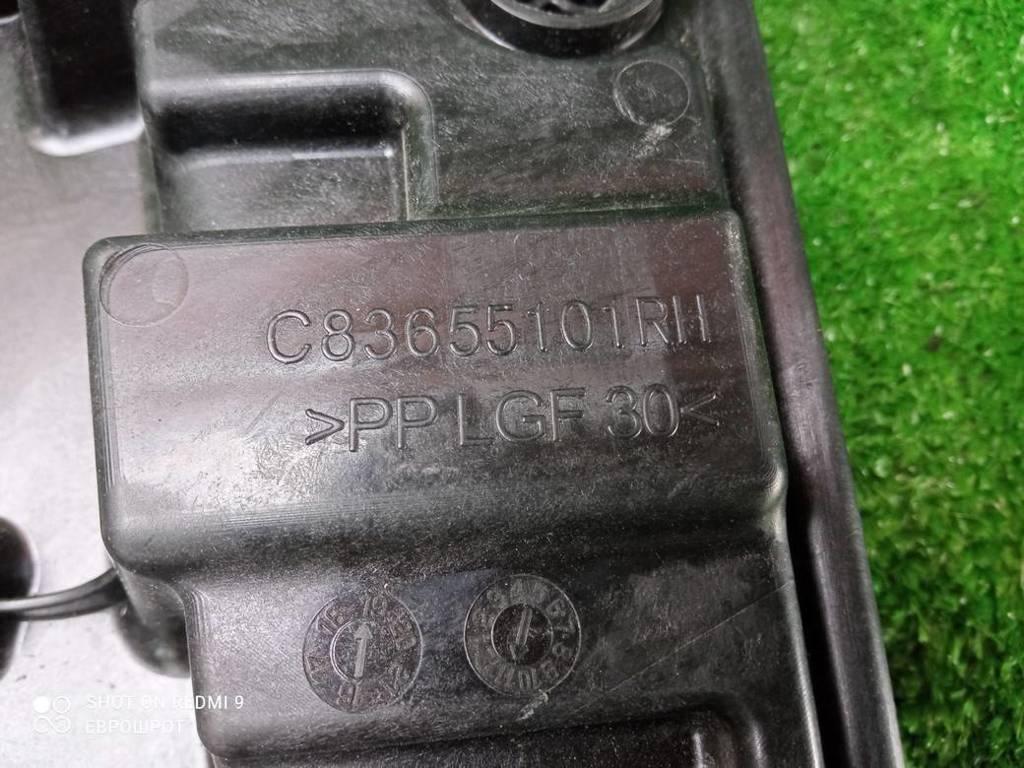 C83655101RH
>PP LGF 30<
SHOT ON REDMI 9
ЕВРОШРОТ